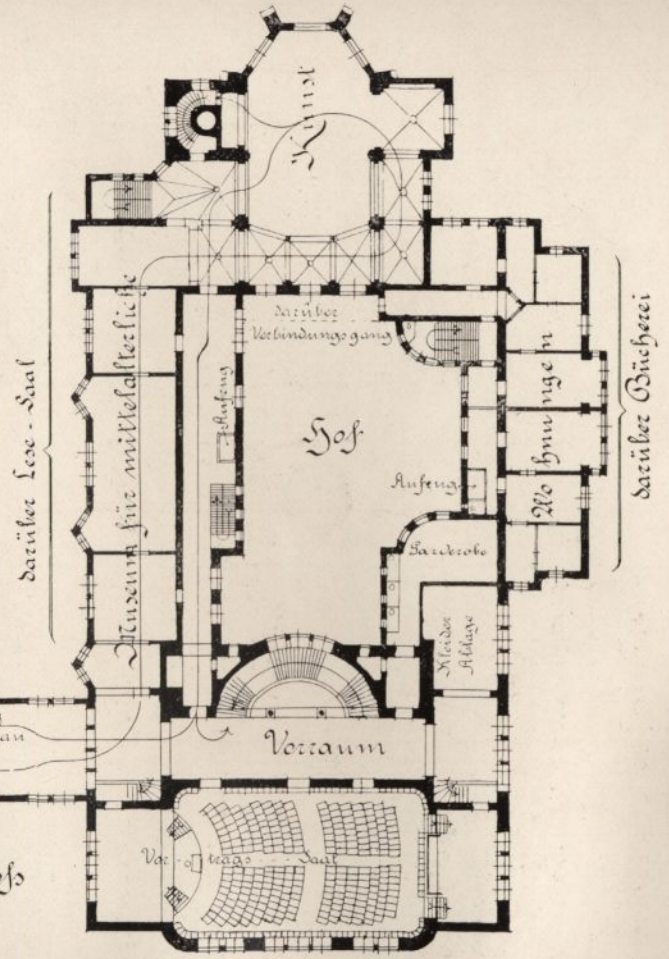 Kunst
darüber
Verbindungsgang
Hof
Aufzug
Aufzug
Garderobe
Kleider
Ablage
Wohnungen
darüber Bücherei
darüber Lese-Saal
Museum für mittelalterliche
Vorraum
Vortrags-Saal